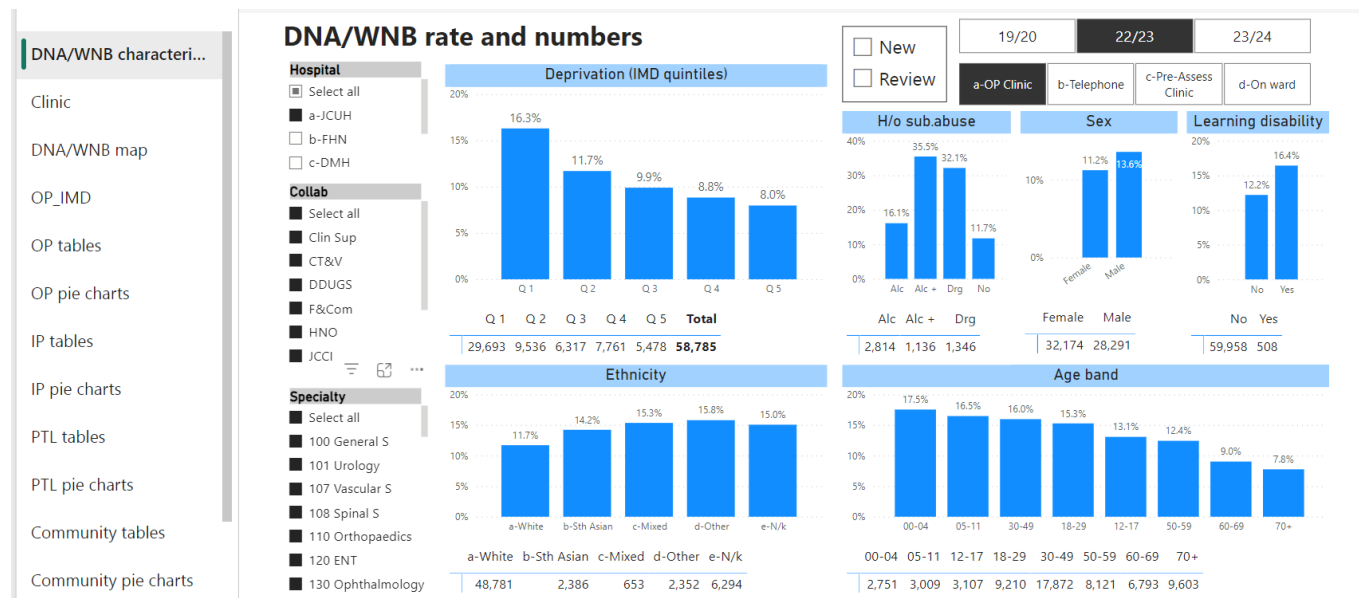 DNA/WNB characteri...
Clinic
DNA/WNB map
OP_IMD
OP tables
OP pie charts
IP tables
IP pie charts
PTL tables
PTL pie charts
Community tables
Community pie charts
DNA/WNB rate and numbers
Hospital
Select all
a-JCUH
b-FHN
c-DMH
Collab
Select all
Clin Sup
CT&V
DDUGS
F&Com
HNO
JCCI
...
Specialty
Select all
100 General S
101 Urology
107 Vascular S
108 Spinal S
110 Orthopaedics
120 ENT
130 Ophthalmology
New
Review
19/20 22/23 23/24
a-OP Clinic b-Telephone c-Pre-Assess
Clinic d-On ward
Deprivation (IMD quintiles)
20%
15%
10%
5%
0%
16.3% 11.7% 9.9% 8.8% 8.0%
Q 1 Q 2 Q 3 Q 4 Q 5
Q 1 Q 2 Q 3 Q 4 Q 5 Total
29,693 9,536 6,317 7,761 5,478 58,785
H/o sub.abuse
40%
30%
20%
10%
0%
16.1% 35.5% 32.1% 11.7%
Alc Alc + Drg No
Alc Alc + Drg
2,814 1,136 1,346
Sex
10%
0%
11.2% 13.6%
Female Male
Female Male
32,174 28,291
Learning disability
20%
15%
10%
5%
0%
12.2% 16.4%
No Yes
No Yes
59,958 508
Ethnicity
20%
15%
10%
5%
0%
11.7% 14.2% 15.3% 15.8% 15.0%
a-White b-Sth Asian c-Mixed d-Other e-N/k
a-White b-Sth Asian c-Mixed d-Other e-N/k
48,781 2,386 653 2,352 6,294
Age band
20%
15%
10%
5%
0%
17.5% 16.5% 16.0% 15.3% 13.1% 12.4% 9.0% 7.8%
00-04 05-11 30-49 18-29 12-17 50-59 60-69 70+
00-04 05-11 12-17 18-29 30-49 50-59 60-69 70+
2,751 3,009 3,107 9,210 17,872 8,121 6,793 9,603